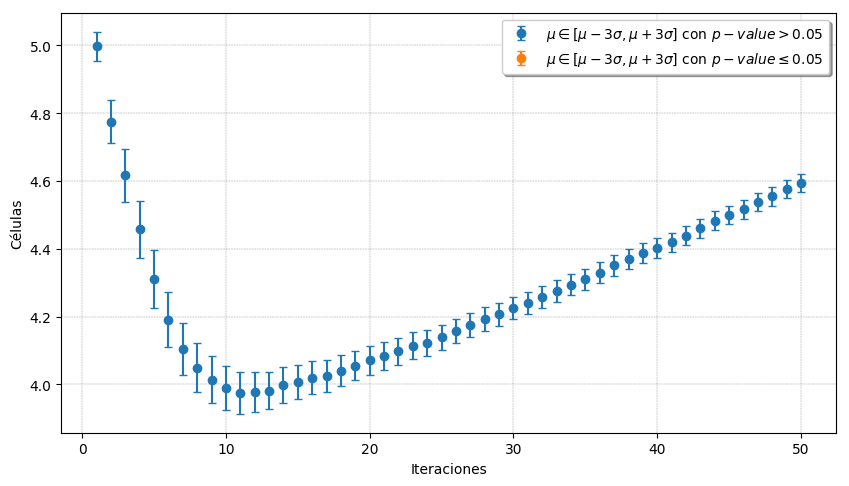 μ ∈ [μ − 3σ, μ + 3σ] con p − value > 0.05
μ ∈ [μ − 3σ, μ + 3σ] con p − value ≤ 0.05
Células
5.0
4.8
4.6
4.4
4.2
4.0
0 10 20 30 40 50
Iteraciones